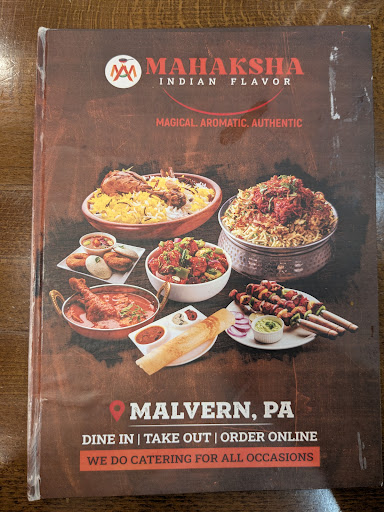 MAHAKSHA
INDIAN FLAVOR
MAGICAL. AROMATIC. AUTHENTIC
MALVERN, PA
DINE IN | TAKE OUT | ORDER ONLINE
WE DO CATERING FOR ALL OCCASIONS